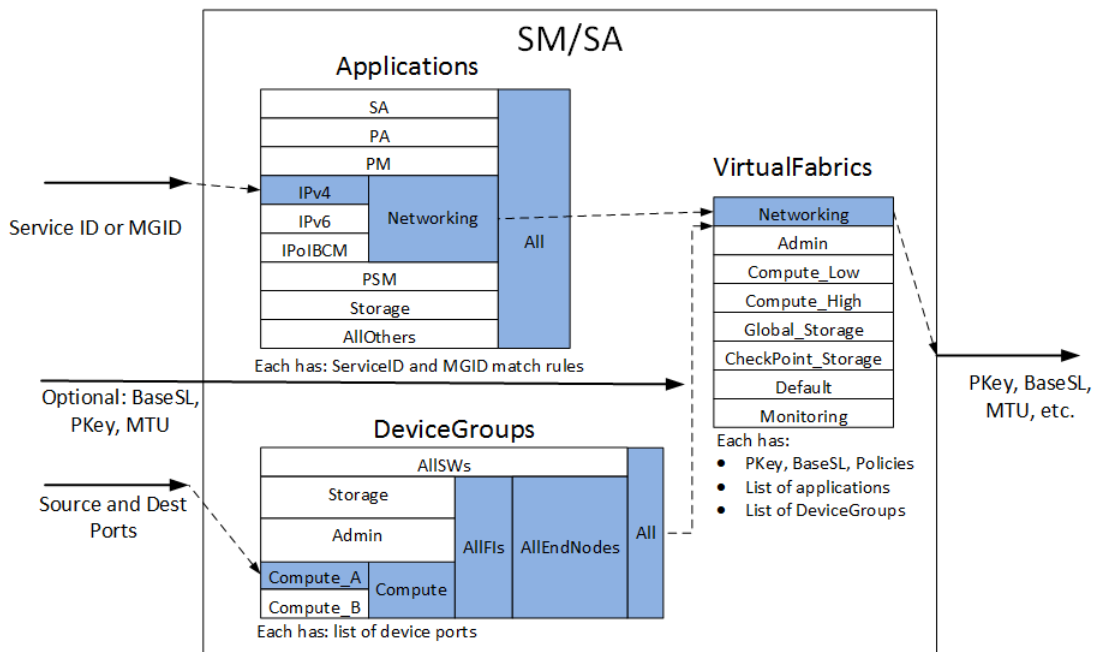 SM/SA
Applications
SA
PA
PM
IPv4
IPv6
IPoIBCM
Networking
All
PSM
Storage
AllOthers
Each has: ServiceID and MGID match rules
Service ID or MGID
Optional: BaseSL,
PKey, MTU
Source and Dest
Ports
DeviceGroups
AllSWs
Storage
Admin
Compute_A
Compute_B
Compute
AllFIs
AllEndNodes
All
Each has: list of device ports
VirtualFabrics
Networking
Admin
Compute_Low
Compute_High
Global_Storage
CheckPoint_Storage
Default
Monitoring
Each has:
• PKey, BaseSL, Policies
• List of applications
• List of DeviceGroups
PKey, BaseSL,
MTU, etc.